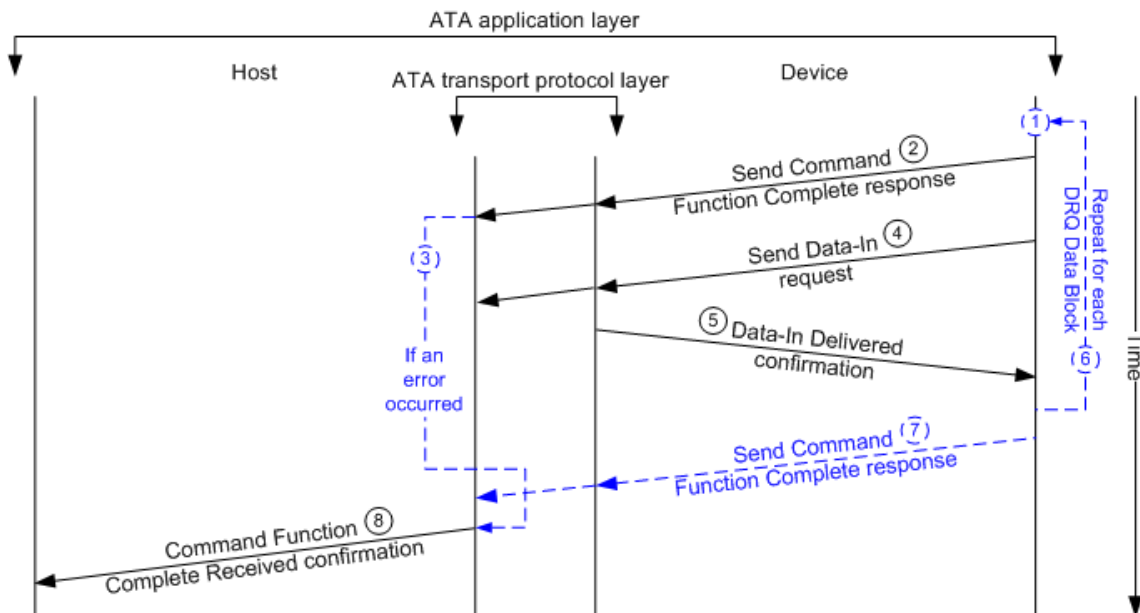 ATA application layer
Host
Device
ATA transport protocol layer
1
Send Command 2
Function Complete response
3
Send Data-In 4
request
5 Data-In Delivered
confirmation
Repeat for each
DRQ Data Block
6
Time
If an
error
occurred
Send Command 7
Function Complete response
Command Function 8
Complete Received confirmation